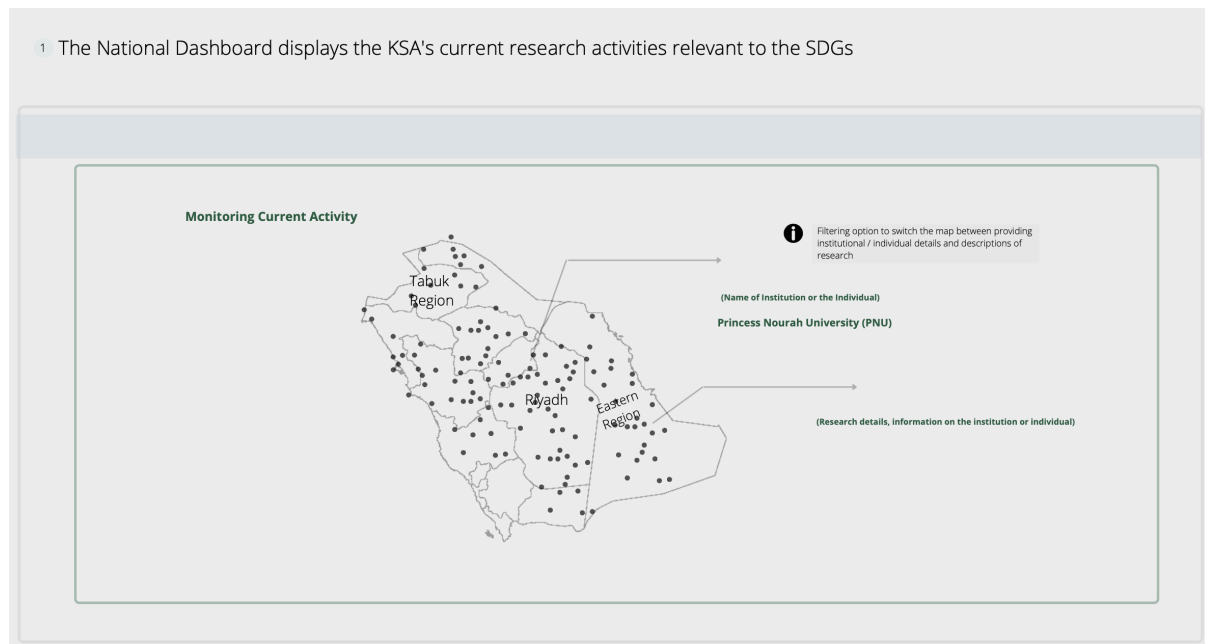 1 The National Dashboard displays the KSA's current research activities relevant to the SDGs
Monitoring Current Activity
Filtering option to switch the map between providing
institutional / individual details and descriptions of
research
Tabuk
Region
(Name of Institution or the Individual)
Princess Nourah University (PNU)
Riyadh
Eastern
Region
(Research details, information on the institution or individual)